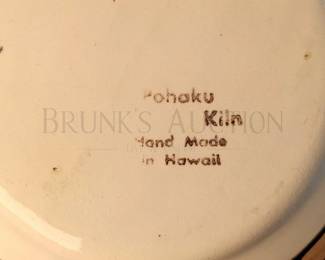 Pohaku
Kiln
BRUNK'S AUCTION
Hand Made
in Hawaii